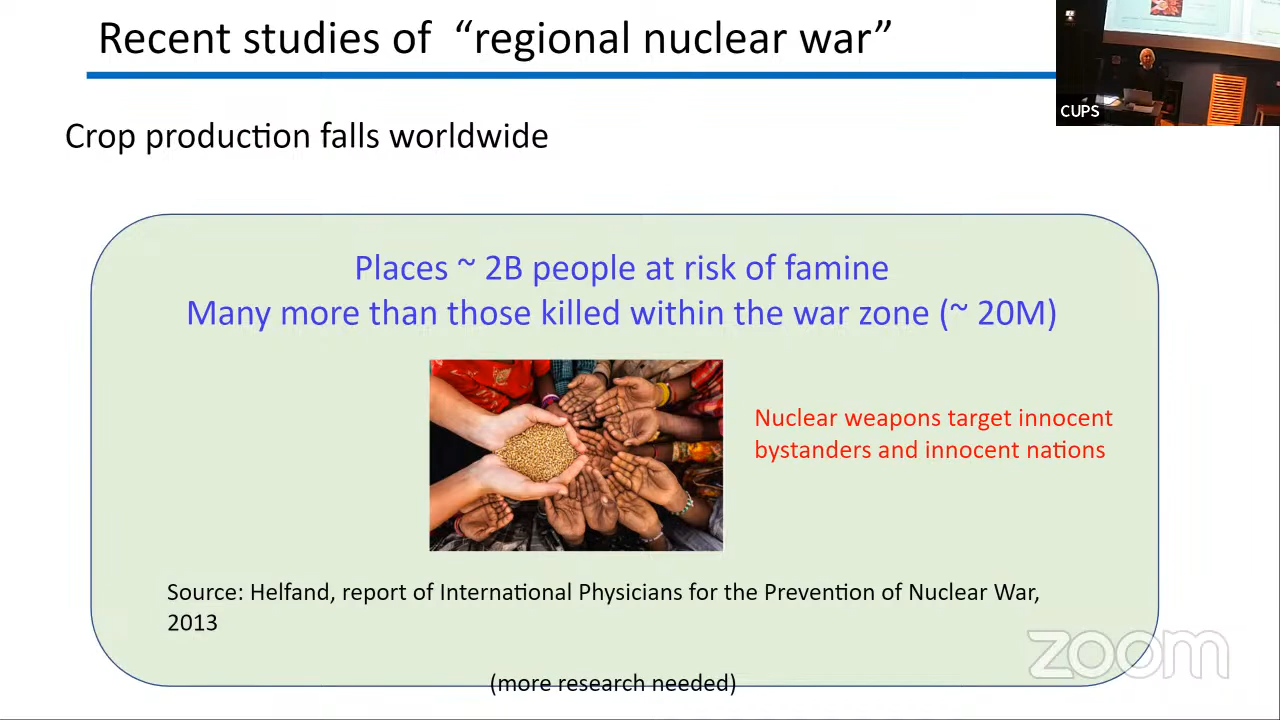 Recent studies of “regional nuclear war”
CUPS
Crop production falls worldwide
Places ~ 2B people at risk of famine
Many more than those killed within the war zone (~ 20M)
Nuclear weapons target innocent
bystanders and innocent nations
Source: Helfand, report of International Physicians for the Prevention of Nuclear War,
2013
zoom
(more research needed)